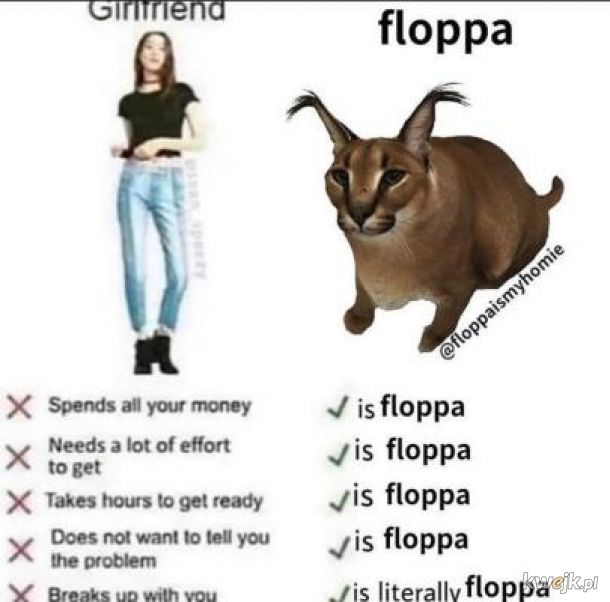 Girlfriend
floppa
@floppaismyhomie
Spends all your money
is floppa
Needs a lot of effort
to get
is floppa
Takes hours to get ready
is floppa
Does not want to tell you
the problem
is floppa
Breaks up with you
is literally floppa
kwejk.pl